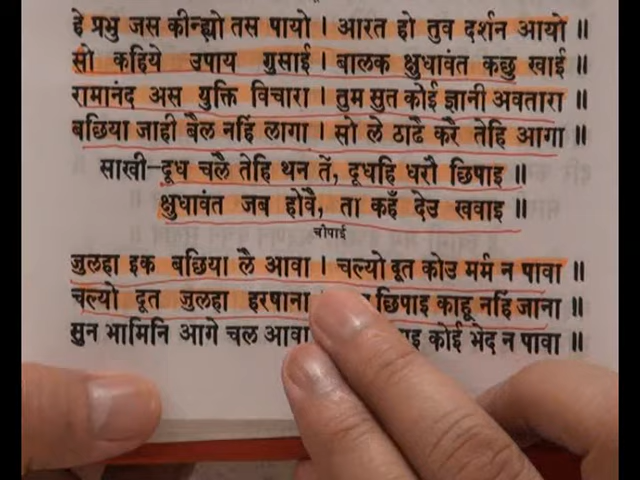 हे प्रभु जस कीन्ह्यो तस पायो। आरत हो तुव दर्शन आयो॥
सो कहिये उपाय गुसाई। बालक क्षुधावंत कछु खाई॥
रामानंद अस युक्ति विचारा। तुम सुत कोई ज्ञानी अवतारा॥
बछिया जाही बैल नहिं लागा। सो ले ठाढै करै तेहि आगा॥
साखी–दूध चलै तेहि थन तें, दूधहि धरौ छिपाइ॥
क्षुधावंत जब होवै, ता कहँ देउ खवाइ॥
चौपाई
जुलहा इक बछिया लै आवा। चल्यो दूत कोउ मर्म न पावा॥
चल्यो दूत जुलहा हरषाना छिपाइ काहू नहिं जाना॥
सुन भामिनि आगे चल आवा कोई भेद न पावा॥